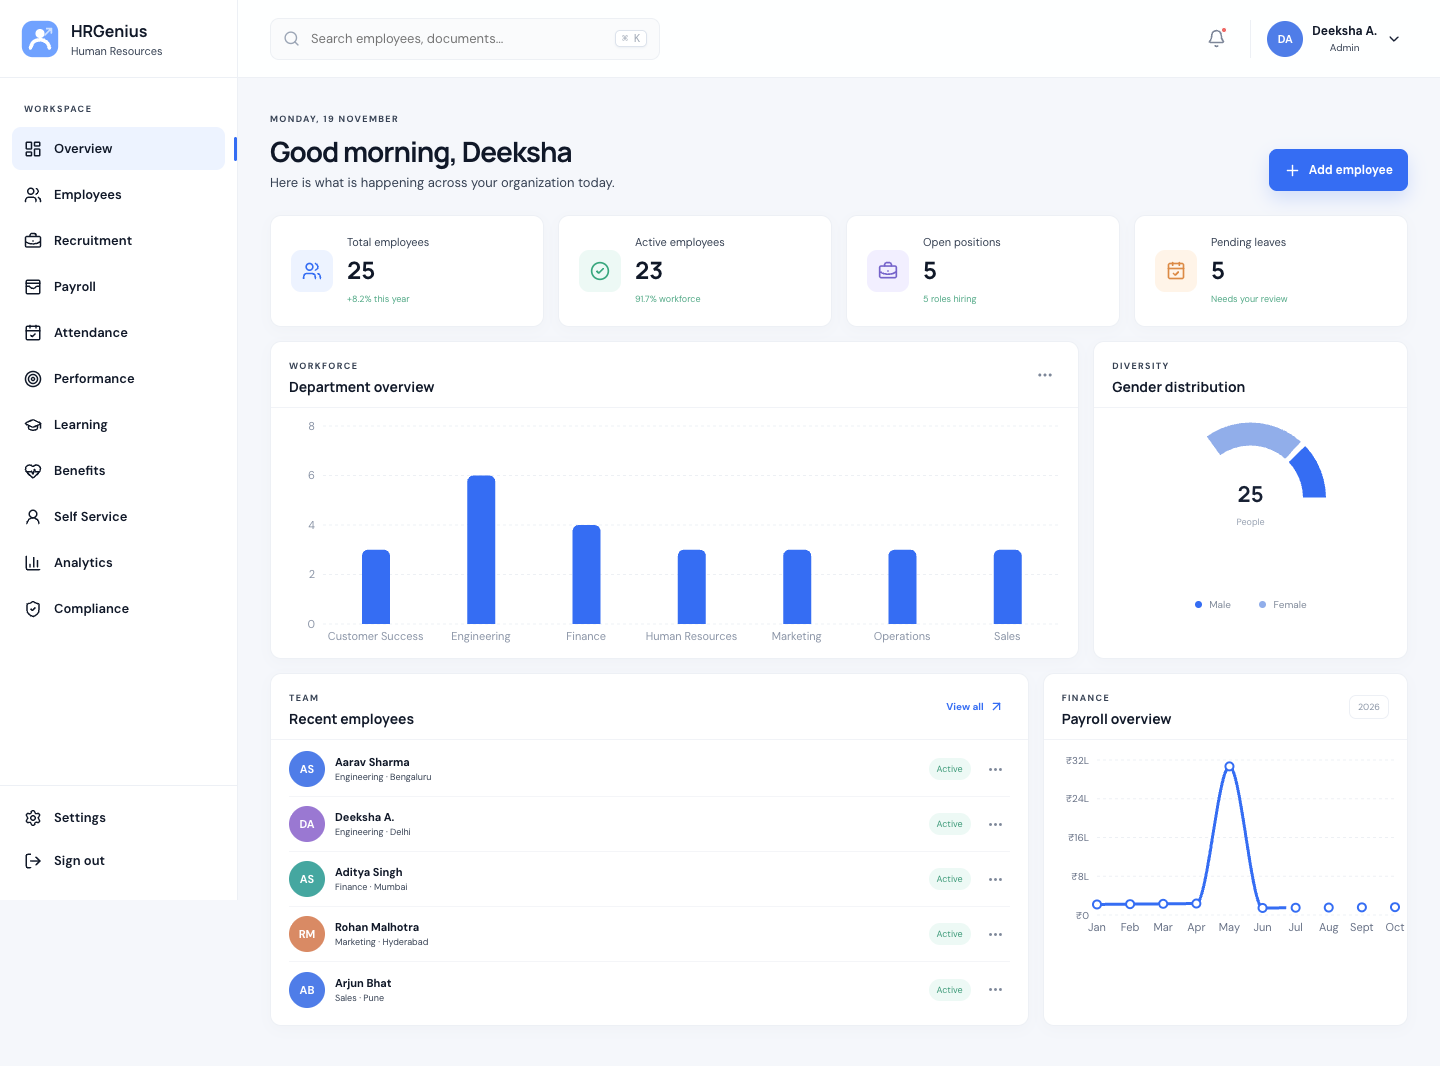 HRGenius
Human Resources
Search employees, documents...
⌘ K
DA
Deeksha A.
Admin
WORKSPACE
Overview
Employees
Recruitment
Payroll
Attendance
Performance
Learning
Benefits
Self Service
Analytics
Compliance
Settings
Sign out
MONDAY, 19 NOVEMBER
Good morning, Deeksha
Here is what is happening across your organization today.
Add employee
Total employees
25
+8.2% this year
Active employees
23
91.7% workforce
Open positions
5
5 roles hiring
Pending leaves
5
Needs your review
WORKFORCE
Department overview
8
6
4
2
0
Customer Success Engineering Finance Human Resources Marketing Operations Sales
DIVERSITY
Gender distribution
25
People
Male Female
TEAM
Recent employees
View all
AS
Aarav Sharma
Engineering · Bengaluru
Active
DA
Deeksha A.
Engineering · Delhi
Active
AS
Aditya Singh
Finance · Mumbai
Active
RM
Rohan Malhotra
Marketing · Hyderabad
Active
AB
Arjun Bhat
Sales · Pune
Active
FINANCE
Payroll overview
2026
₹32L
₹24L
₹16L
₹8L
₹0
Jan Feb Mar Apr May Jun Jul Aug Sept Oct